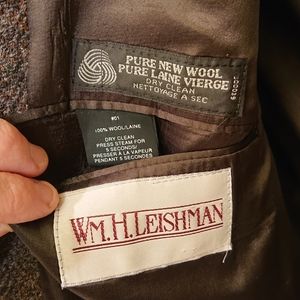 PURE NEW WOOL
PURE LAINE VIERGE
DRY CLEAN
NETTOYAGE A SEC
#01
100% WOOL/LAINE
DRY CLEAN
PRESS STEAM FOR
5 SECONDS/
PRESSER À LA VAPEUR
PENDANT 5 SECONDES
WM.H.LEISHMAN